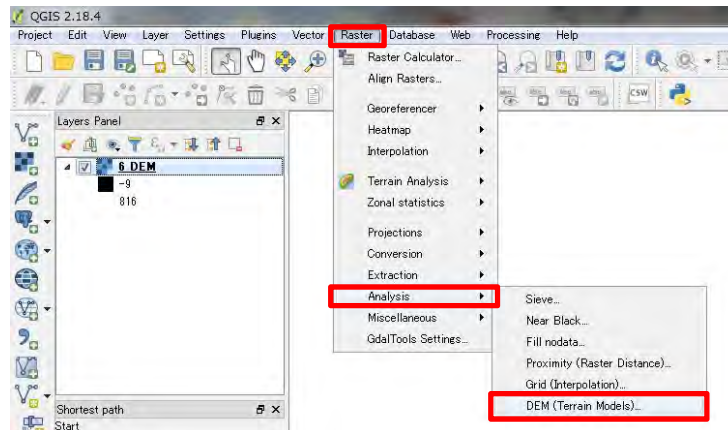 QGIS 2.18.4
Project Edit View Layer Settings Plugins Vector Raster Database Web Processing Help
Raster Calculator...
Align Rasters...
CSW
Layers Panel
Georeferencer
Heatmap
Interpolation
6_DEM
-9
816
Terrain Analysis
Zonal statistics
Projections
Conversion
Extraction
Analysis
Miscellaneous
GdalTools Settings...
Sieve...
Near Black...
Fill nodata...
Proximity (Raster Distance)...
Grid (Interpolation)...
DEM (Terrain Models)...
Shortest path
Start